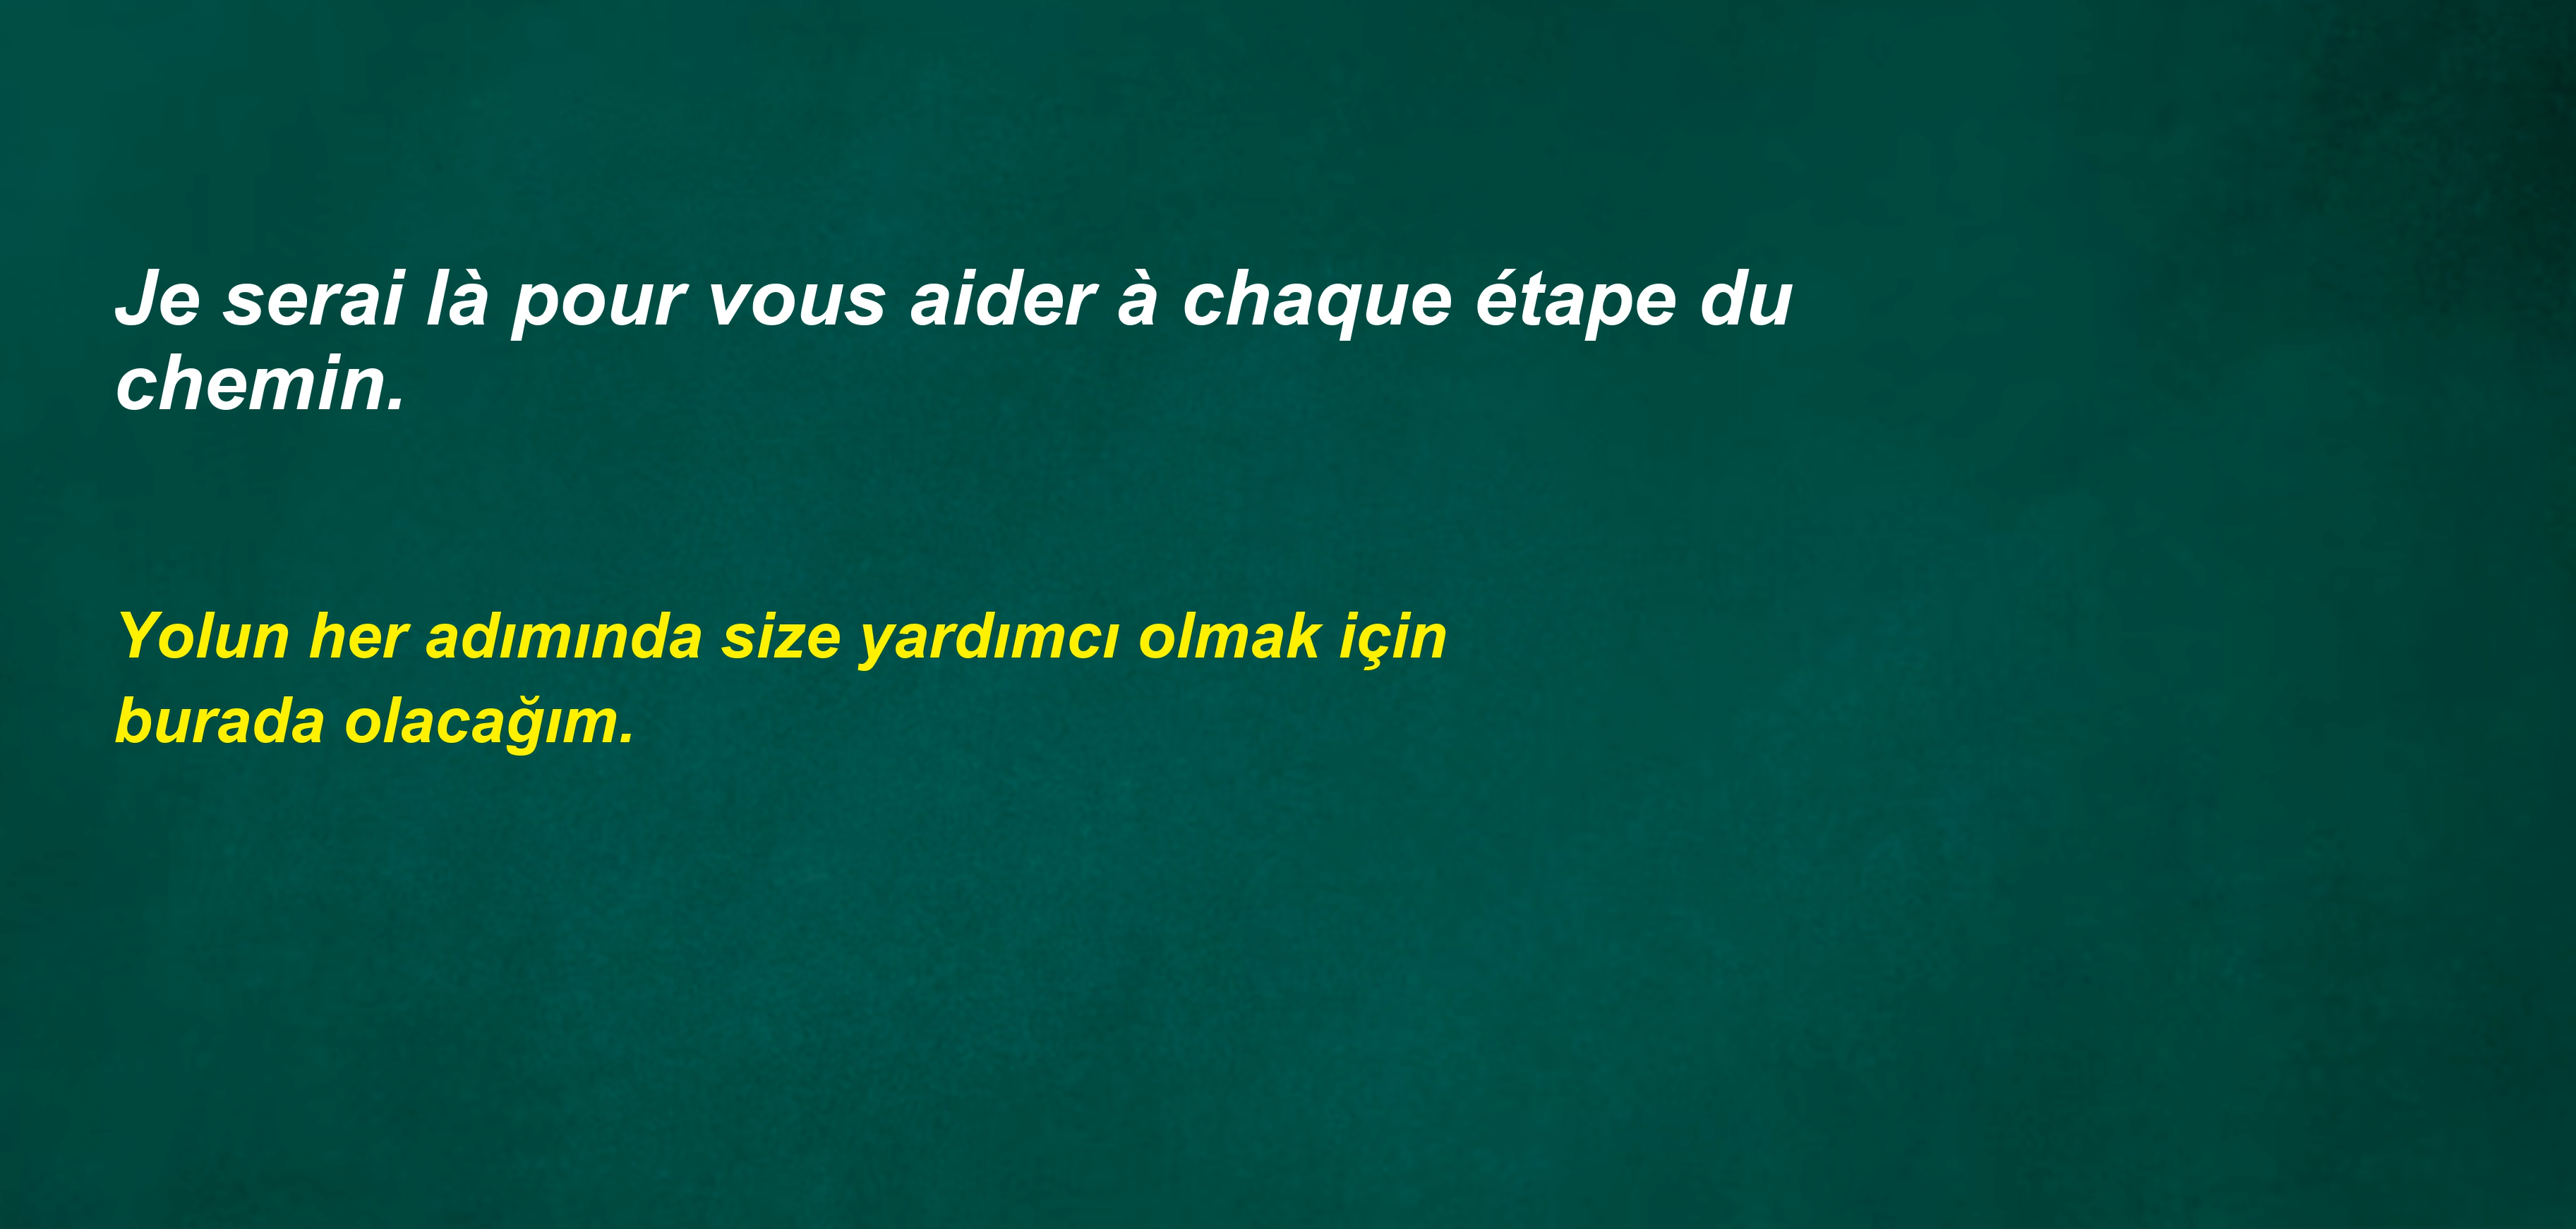 Je serai là pour vous aider à chaque étape du
chemin.
Yolun her adımında size yardımcı olmak için
burada olacağım.